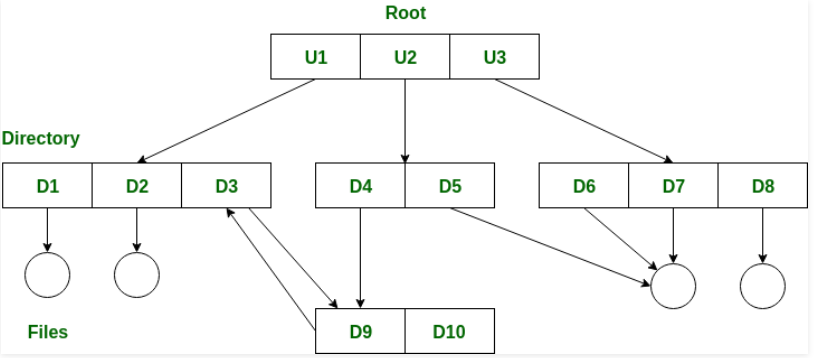 Root
U1 U2 U3
Directory
D1 D2 D3 D4 D5 D6 D7 D8
Files
D9 D10